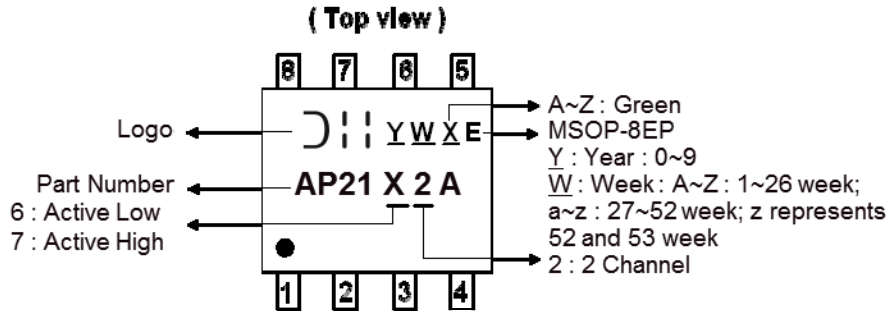 ( Top view )
8 7 6 5
Logo
Y W X E
A~Z : Green
MSOP-8EP
Y : Year : 0~9
W : Week : A~Z : 1~26 week;
a~z : 27~52 week; z represents
52 and 53 week
2 : 2 Channel
Part Number
AP21 X 2 A
6 : Active Low
7 : Active High
1 2 3 4